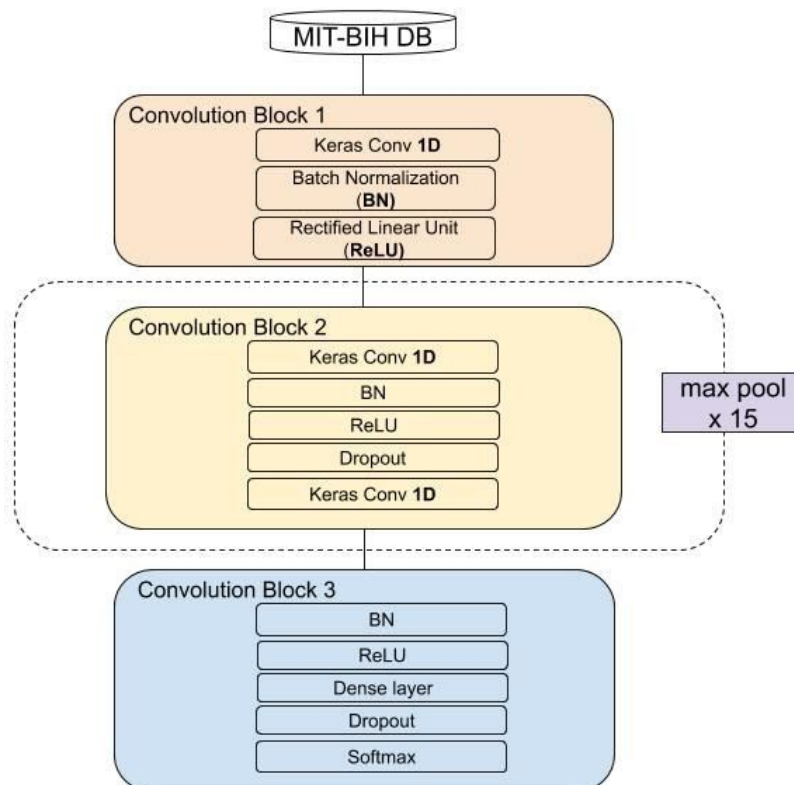 MIT-BIH DB
Convolution Block 1
Keras Conv 1D
Batch Normalization
(BN)
Rectified Linear Unit
(ReLU)
Convolution Block 2
Keras Conv 1D
BN
ReLU
Dropout
Keras Conv 1D
max pool
x 15
Convolution Block 3
BN
ReLU
Dense layer
Dropout
Softmax